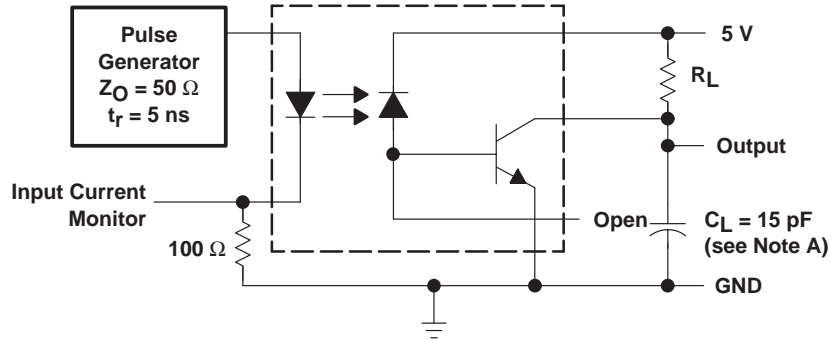 Pulse
Generator
ZO = 50 Ω
tr = 5 ns
5 V
RL
Output
Input Current
Monitor
Open
CL = 15 pF
(see Note A)
100 Ω
GND